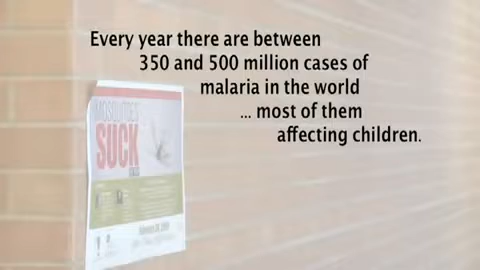 Every year there are between
350 and 500 million cases of
malaria in the world
... most of them
affecting children.
MOSQUITOES
SUCK